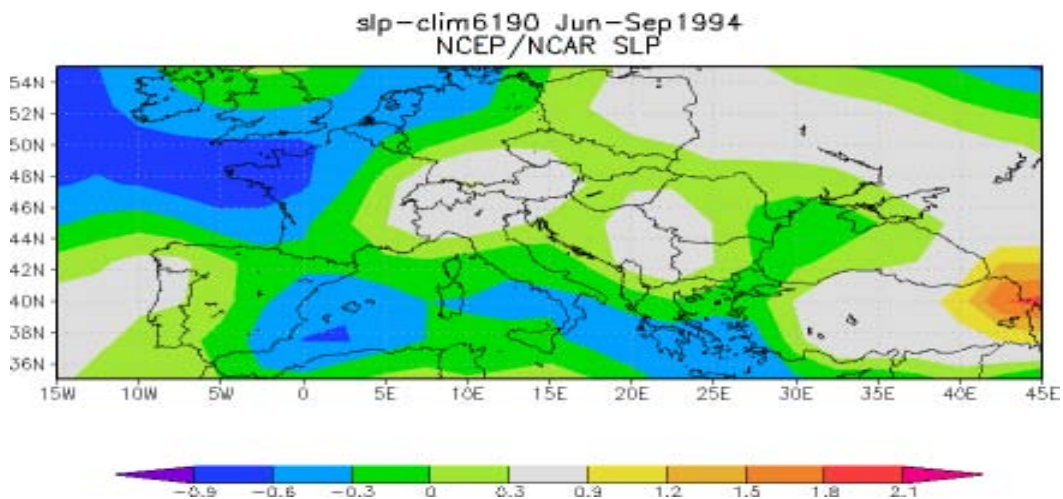 slp-clim6190 Jun-Sep1994
NCEP/NCAR SLP
54N
52N
50N
48N
46N
44N
42N
40N
38N
36N
15W 10W 5W 0 5E 10E 15E 20E 25E 30E 35E 40E 45E
-0.9 -0.6 -0.3 0 0.3 0.9 1.2 1.5 1.8 2.1